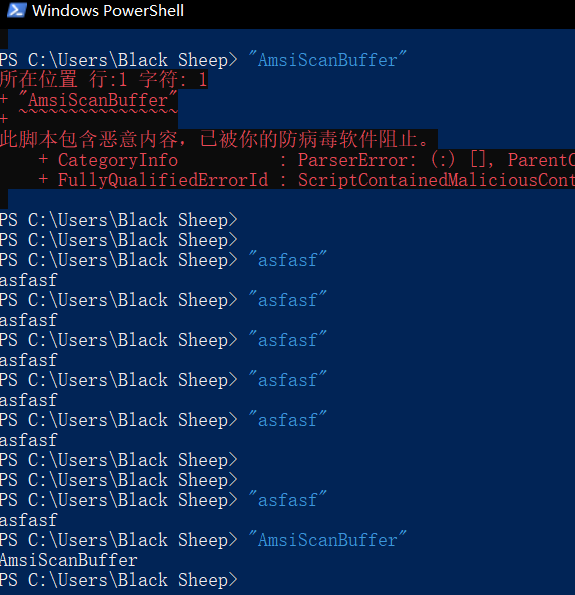 Windows PowerShell
PS C:\Users\Black Sheep> "AmsiScanBuffer"
所在位置 行:1 字符: 1
+ "AmsiScanBuffer"
+ ~~~~~~~~~~~~~~~~
此脚本包含恶意内容，已被你的防病毒软件阻止。
    + CategoryInfo          : ParserError: (:) [], ParentC
    + FullyQualifiedErrorId : ScriptContainedMaliciousCont
PS C:\Users\Black Sheep>
PS C:\Users\Black Sheep>
PS C:\Users\Black Sheep> "asfasf"
asfasf
PS C:\Users\Black Sheep> "asfasf"
asfasf
PS C:\Users\Black Sheep> "asfasf"
asfasf
PS C:\Users\Black Sheep> "asfasf"
asfasf
PS C:\Users\Black Sheep> "asfasf"
asfasf
PS C:\Users\Black Sheep>
PS C:\Users\Black Sheep>
PS C:\Users\Black Sheep> "asfasf"
asfasf
PS C:\Users\Black Sheep> "AmsiScanBuffer"
AmsiScanBuffer
PS C:\Users\Black Sheep>